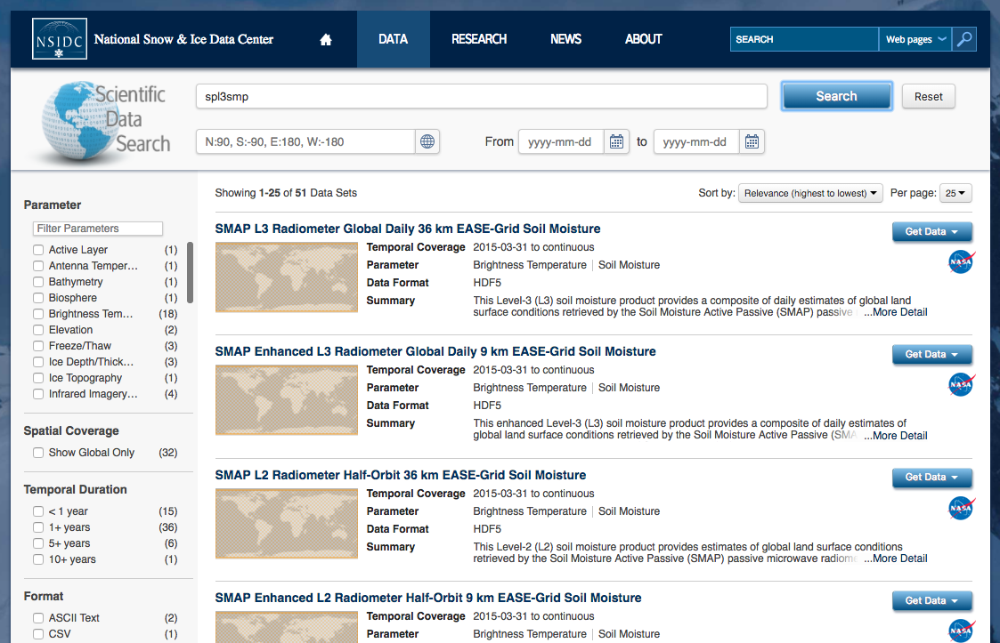 NSIDC National Snow & Ice Data Center DATA RESEARCH NEWS ABOUT SEARCH Web pages
Scientific Data Search
spl3smp Search Reset
N:90, S:-90, E:180, W:-180 From yyyy-mm-dd to yyyy-mm-dd
Parameter
Filter Parameters
Active Layer (1)
Antenna Temper... (1)
Bathymetry (1)
Biosphere (1)
Brightness Tem... (18)
Elevation (2)
Freeze/Thaw (3)
Ice Depth/Thick... (3)
Ice Topography (1)
Infrared Imagery... (4)
Spatial Coverage
Show Global Only (32)
Temporal Duration
< 1 year (15)
1+ years (36)
5+ years (6)
10+ years (1)
Format
ASCII Text (2)
CSV (1)
Showing 1-25 of 51 Data Sets Sort by: Relevance (highest to lowest) Per page: 25
SMAP L3 Radiometer Global Daily 36 km EASE-Grid Soil Moisture Get Data
Temporal Coverage 2015-03-31 to continuous
NASA
Parameter Brightness Temperature | Soil Moisture
Data Format HDF5
Summary This Level-3 (L3) soil moisture product provides a composite of daily estimates of global land
surface conditions retrieved by the Soil Moisture Active Passive (SMAP) passive ...More Detail
SMAP Enhanced L3 Radiometer Global Daily 9 km EASE-Grid Soil Moisture Get Data
Temporal Coverage 2015-03-31 to continuous
NASA
Parameter Brightness Temperature | Soil Moisture
Data Format HDF5
Summary This enhanced Level-3 (L3) soil moisture product provides a composite of daily estimates of
global land surface conditions retrieved by the Soil Moisture Active Passive (SMA ...More Detail
SMAP L2 Radiometer Half-Orbit 36 km EASE-Grid Soil Moisture Get Data
Temporal Coverage 2015-03-31 to continuous
NASA
Parameter Brightness Temperature | Soil Moisture
Data Format HDF5
Summary This Level-2 (L2) soil moisture product provides estimates of global land surface conditions
retrieved by the Soil Moisture Active Passive (SMAP) passive microwave radiome ...More Detail
SMAP Enhanced L2 Radiometer Half-Orbit 9 km EASE-Grid Soil Moisture Get Data
Temporal Coverage 2015-03-31 to continuous
NASA
Parameter Brightness Temperature | Soil Moisture